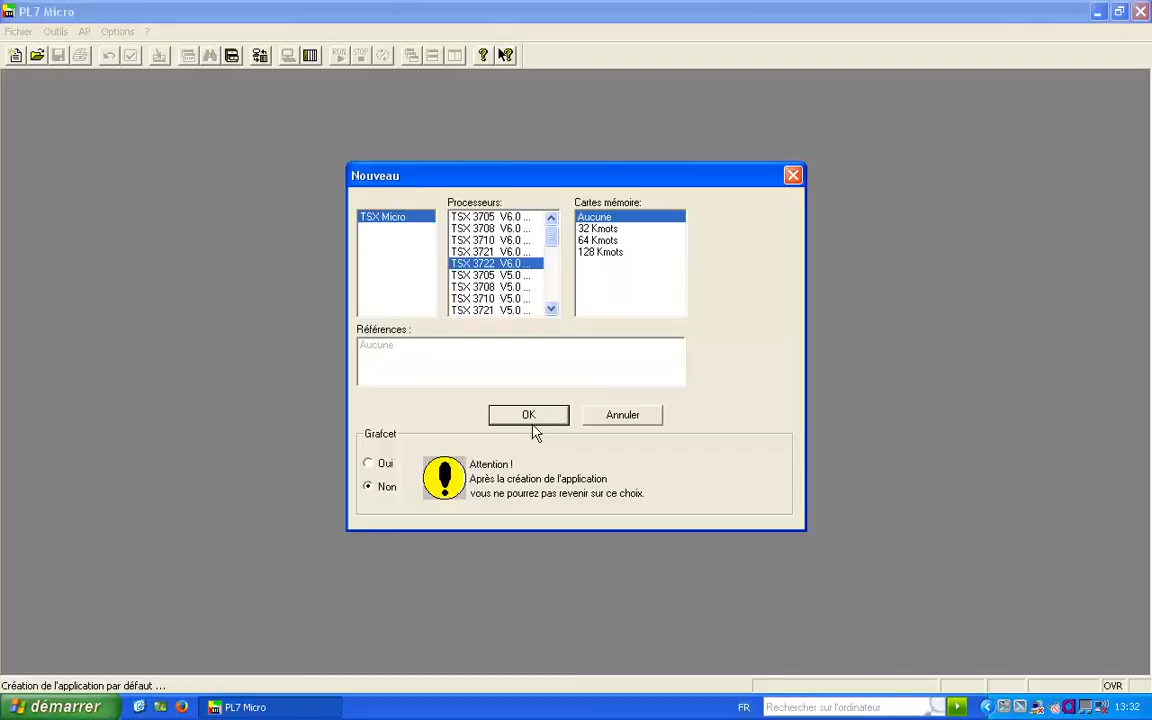 PL7 Micro
Fichier Outils AP Options ?
RUN STOP
Nouveau
Processeurs: Cartes mémoire:
TSX Micro
TSX 3705 V6.0 ...
TSX 3708 V6.0 ...
TSX 3710 V6.0 ...
TSX 3721 V6.0 ...
TSX 3722 V6.0 ...
TSX 3705 V5.0 ...
TSX 3708 V5.0 ...
TSX 3710 V5.0 ...
TSX 3721 V5.0 ...
Aucune
32 Kmots
64 Kmots
128 Kmots
Références :
Aucune
OK Annuler
Grafcet
Oui
Non
Attention !
Après la création de l'application
vous ne pourrez pas revenir sur ce choix.
Création de l'application par défaut ... OVR
démarrer PL7 Micro FR Rechercher sur l'ordinateur 13:32